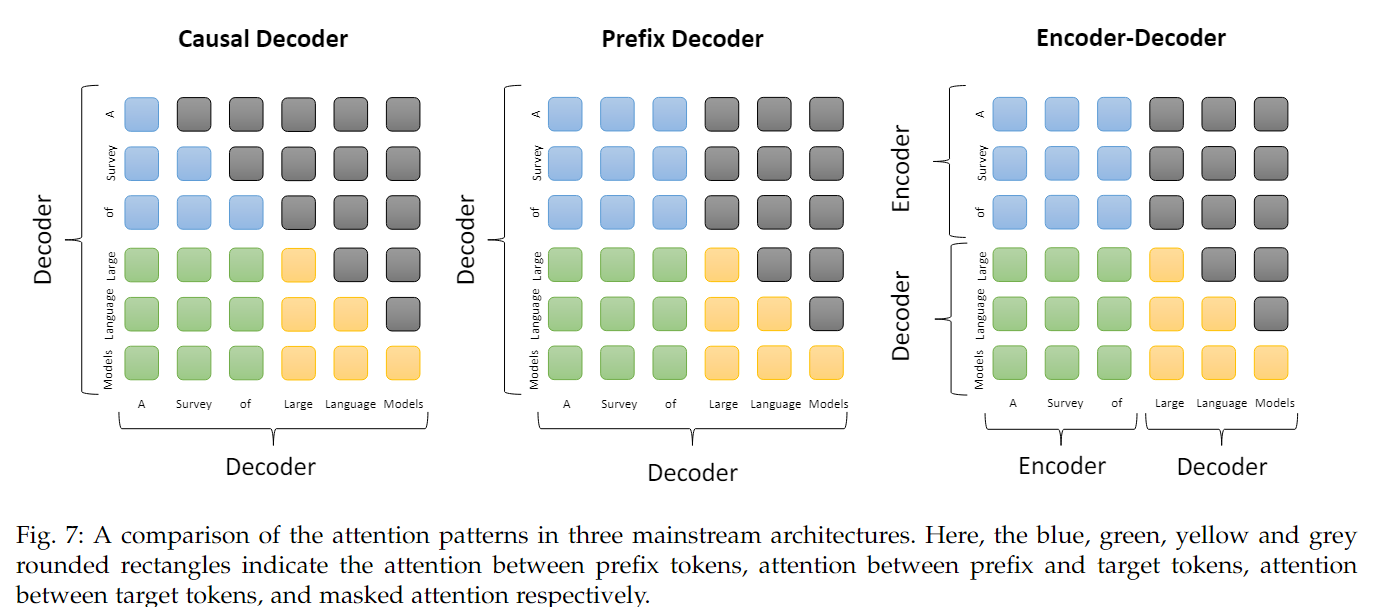 Causal Decoder
Prefix Decoder
Encoder-Decoder
Decoder
A
Survey
of
Large
Language
Models
A
Survey
of
Large
Language
Models
Decoder
Decoder
A
Survey
of
Large
Language
Models
A
Survey
of
Large
Language
Models
Decoder
Encoder
Decoder
A
Survey
of
Large
Language
Models
A
Survey
of
Large
Language
Models
Encoder
Decoder
Fig. 7: A comparison of the attention patterns in three mainstream architectures. Here, the blue, green, yellow and grey
rounded rectangles indicate the attention between prefix tokens, attention between prefix and target tokens, attention
between target tokens, and masked attention respectively.